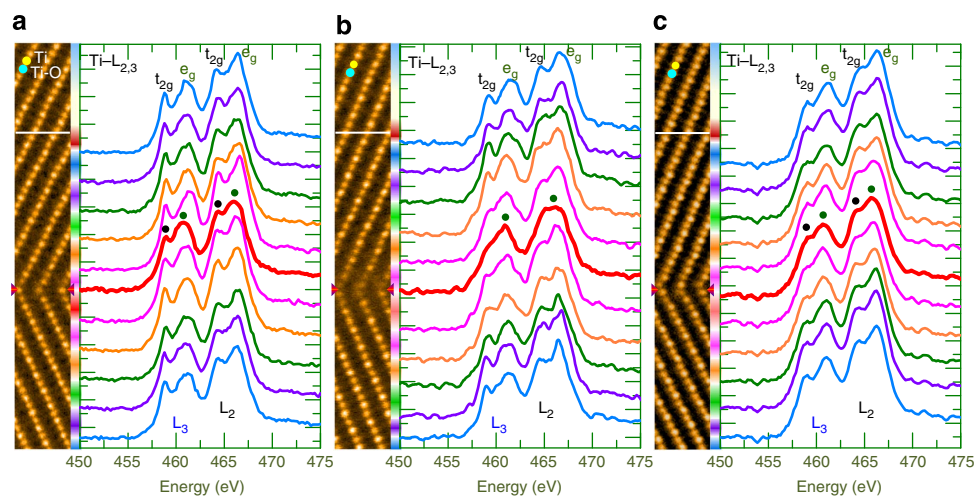 a
b
c
Ti
Ti-O
Ti–L2,3
t2g
eg
t2g
eg
L3
L2
450 455 460 465 470 475
Energy (eV)
Ti–L2,3
t2g
eg
t2g
eg
L3
L2
450 455 460 465 470 475
Energy (eV)
Ti–L2,3
t2g
eg
t2g
eg
L3
L2
450 455 460 465 470 475
Energy (eV)